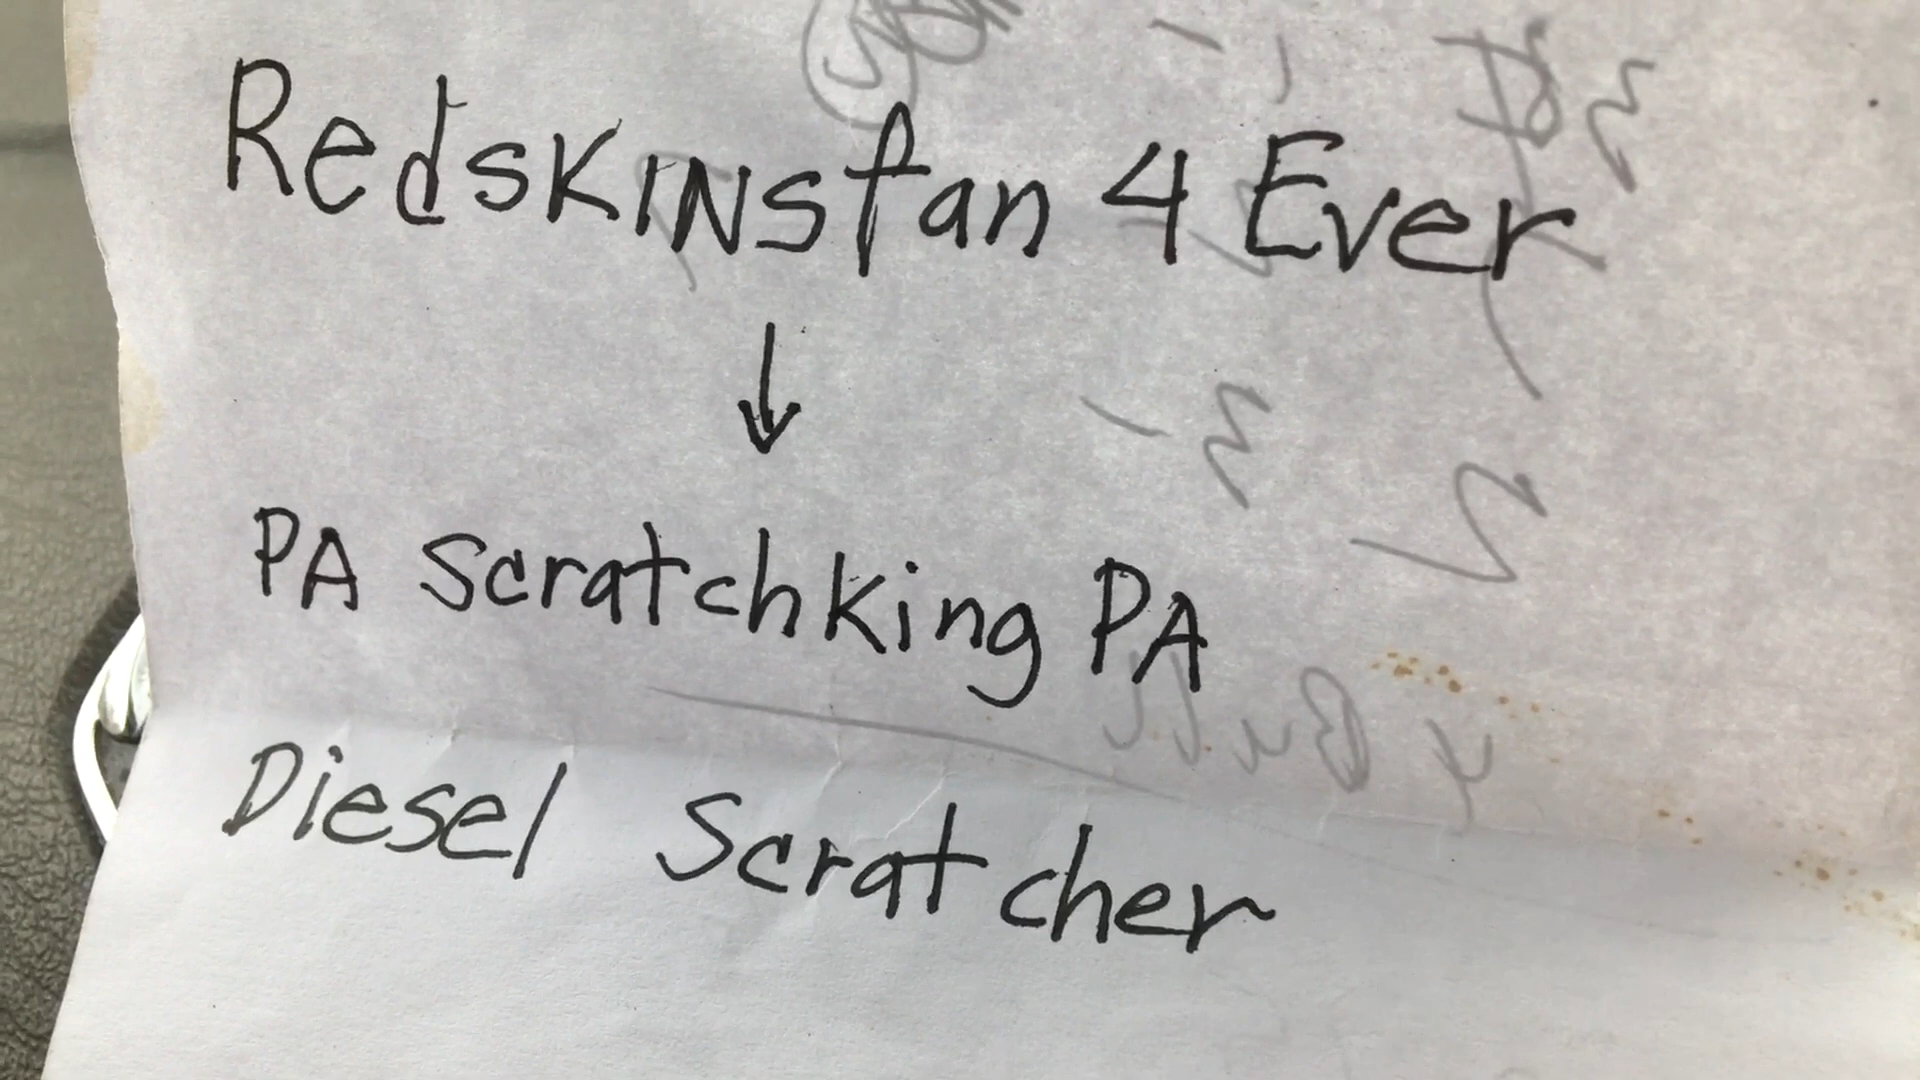 Redskinsfan 4 Ever
↓
PA Scratchking PA
Diesel Scratcher